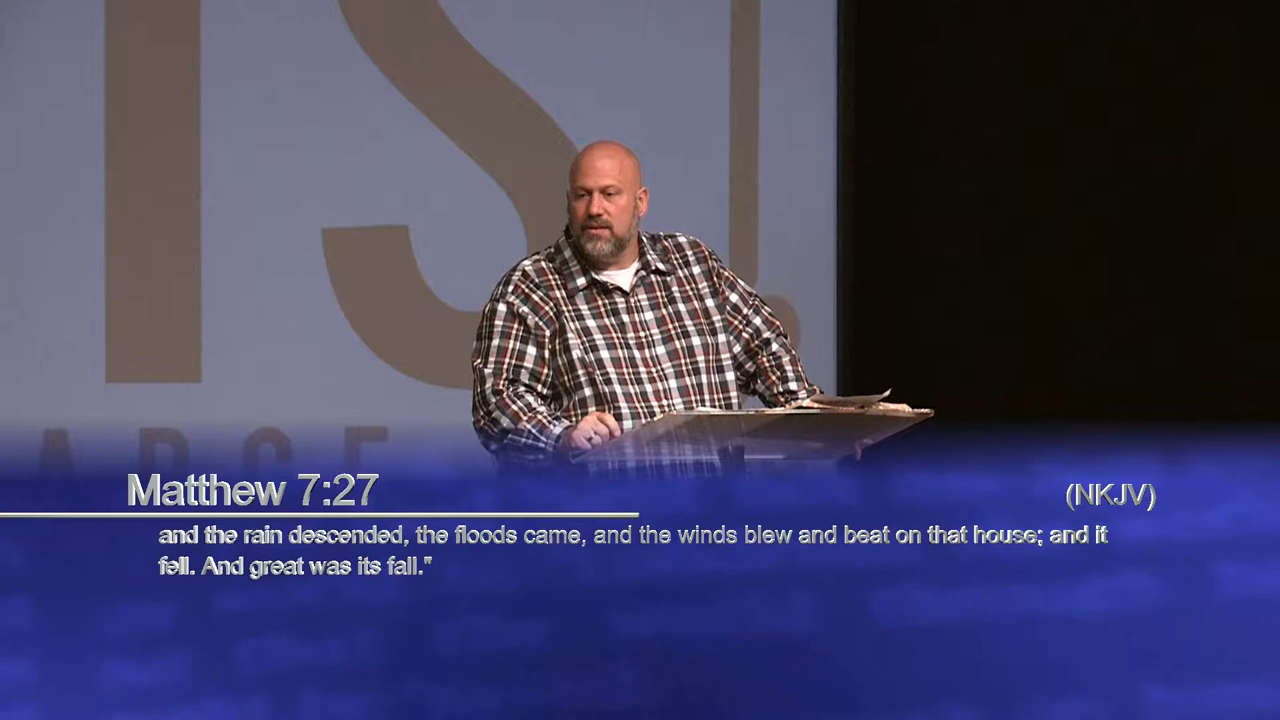 TS.
Matthew 7:27 (NKJV)
and the rain descended, the floods came, and the winds blew and beat on that house; and it
fell. And great was its fall."